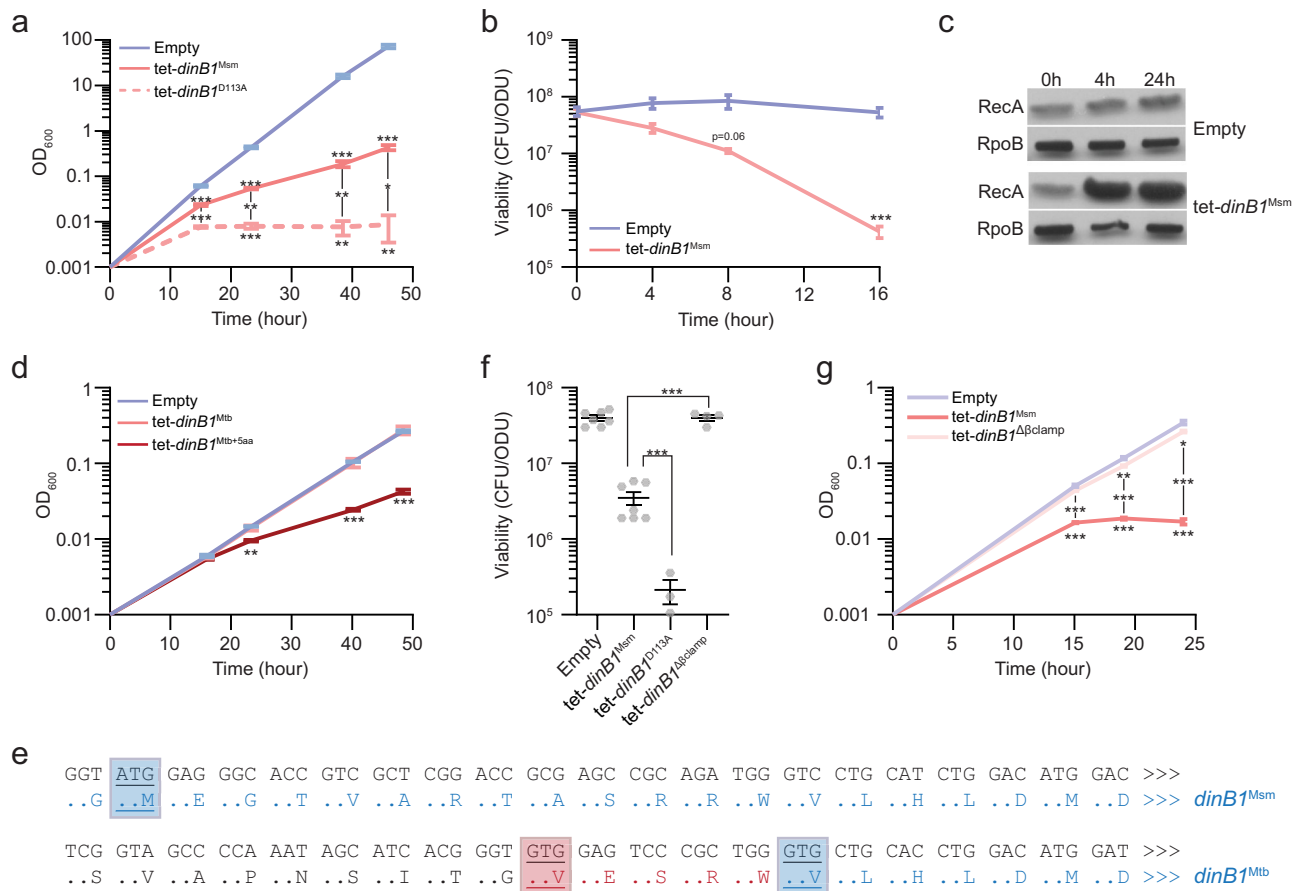 a
100
10
1
0.1
0.01
0.001
OD600
Empty
tet-dinB1Msm
tet-dinB1D113A
***
***
***
***
***
**
***
**
**
*
**
0 10 20 30 40 50
Time (hour)
b
10^9
10^8
10^7
10^6
10^5
Viability (CFU/ODU)
p=0.06
***
Empty
tet-dinB1Msm
0 4 8 12 16
Time (hour)
c
0h 4h 24h
RecA
RpoB
Empty
RecA
RpoB
tet-dinB1Msm
d
1
0.1
0.01
0.001
OD600
Empty
tet-dinB1Mtb
tet-dinB1Mtb+5aa
**
***
***
0 10 20 30 40 50
Time (hour)
f
10^8
10^7
10^6
10^5
Viability (CFU/ODU)
***
***
Empty
tet-dinB1Msm
tet-dinB1D113A
tet-dinB1Δβclamp
g
1
0.1
0.01
0.001
OD600
Empty
tet-dinB1Msm
tet-dinB1Δβclamp
***
***
**
***
***
*
***
***
0 5 10 15 20 25
Time (hour)
e
GGT ATG GAG GGC ACC GTC GCT CGG ACC GCG AGC CGC AGA TGG GTC CTG CAT CTG GAC ATG GAC >>>
..G ..M ..E ..G ..T ..V ..A ..R ..T ..A ..S ..R ..R ..W ..V ..L ..H ..L ..D ..M ..D >>> dinB1Msm
TCG GTA GCC CCA AAT AGC ATC ACG GGT GTG GAG TCC CGC TGG GTG CTG CAC CTG GAC ATG GAT >>>
..S ..V ..A ..P ..N ..S ..I ..T ..G ..V ..E ..S ..R ..W ..V ..L ..H ..L ..D ..M ..D >>> dinB1Mtb